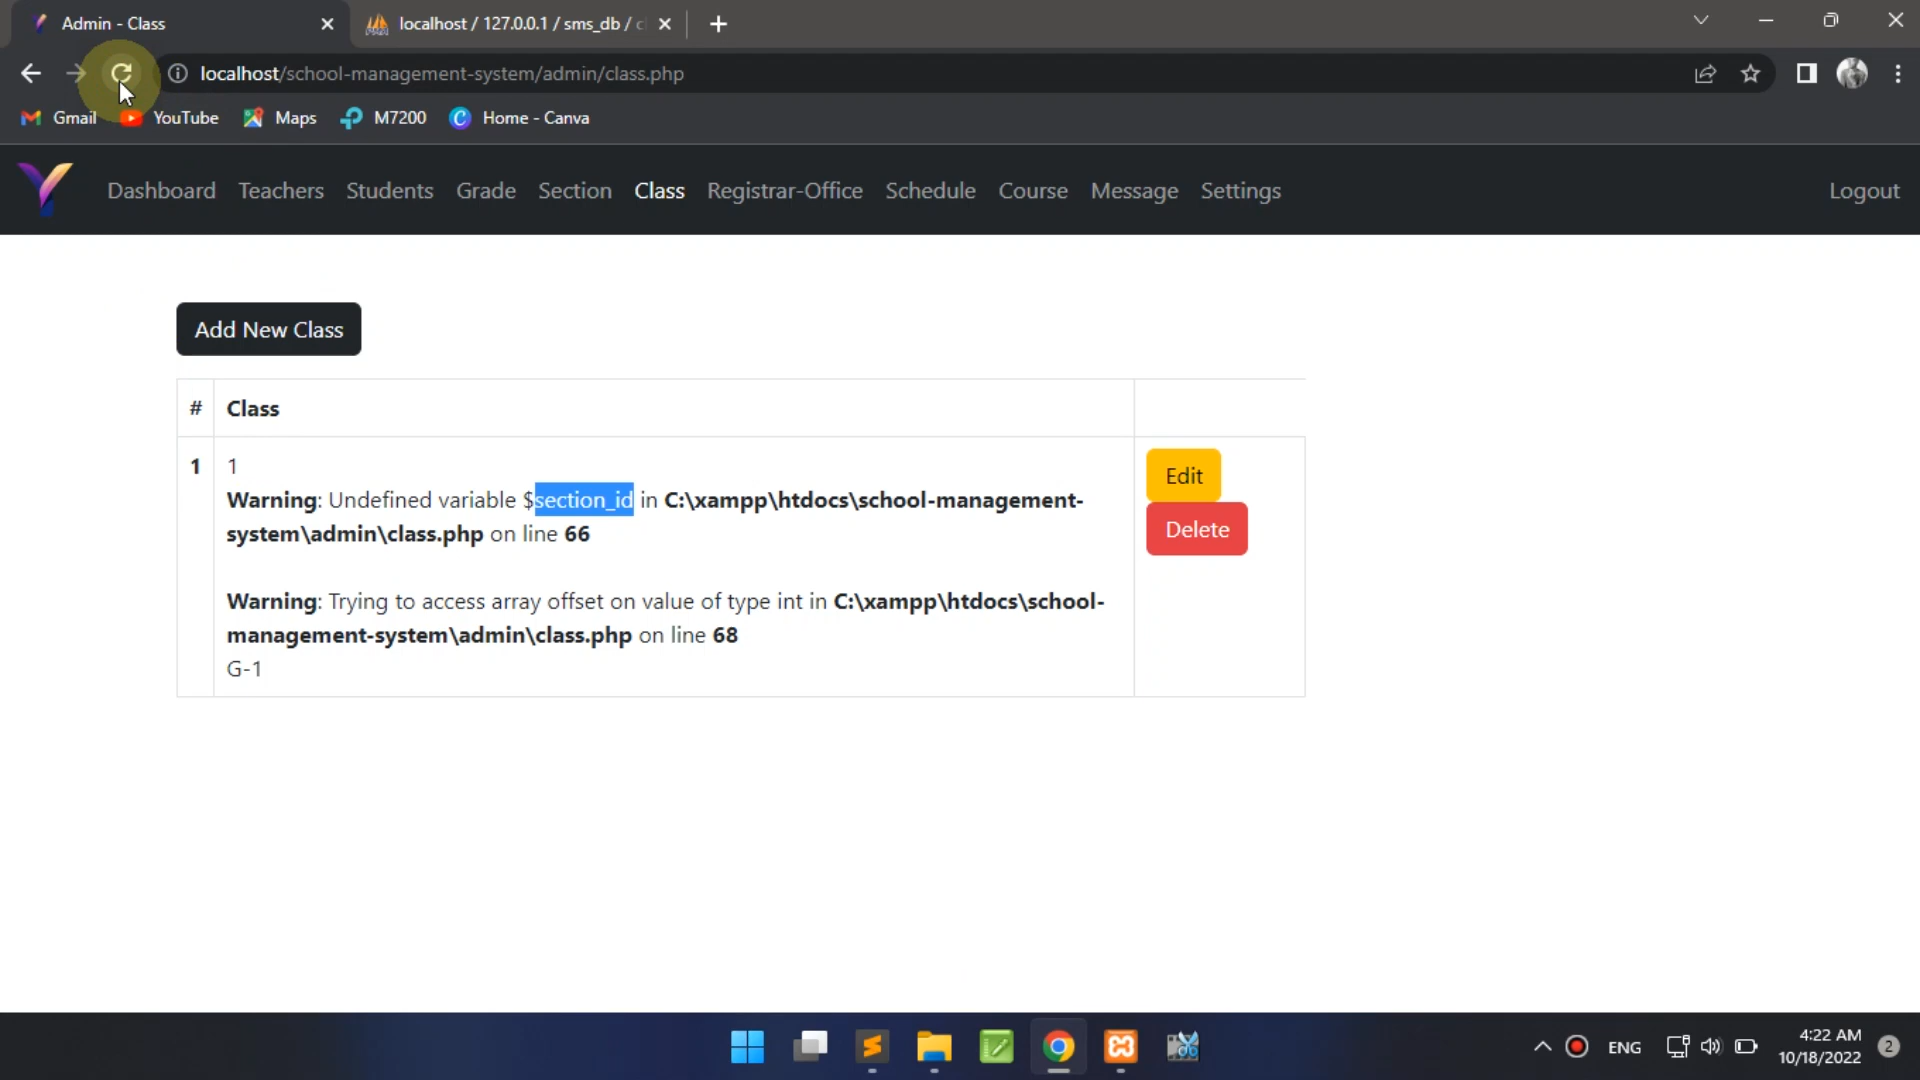 Admin - Class
localhost / 127.0.0.1 / sms_db / cl
localhost/school-management-system/admin/class.php
Gmail YouTube Maps M7200 Home - Canva
Dashboard Teachers Students Grade Section Class Registrar-Office Schedule Course Message Settings Logout
Add New Class
# Class
1 1
Warning: Undefined variable $section_id in C:\xampp\htdocs\school-management-
system\admin\class.php on line 66
Warning: Trying to access array offset on value of type int in C:\xampp\htdocs\school-
management-system\admin\class.php on line 68
G-1
Edit
Delete
ENG
4:22 AM
10/18/2022
2